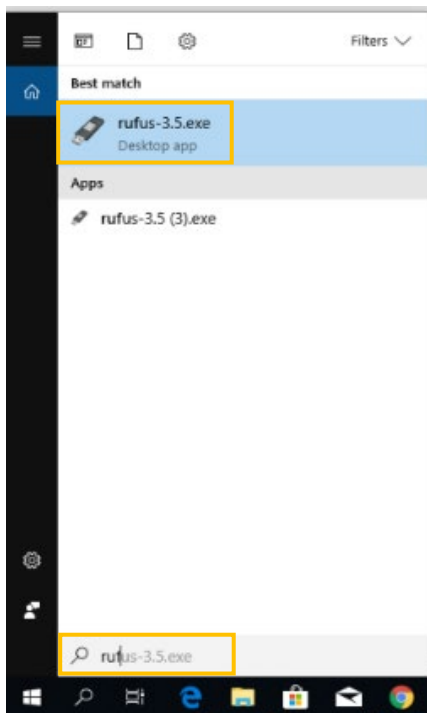 Filters
Best match
rufus-3.5.exe
Desktop app
Apps
rufus-3.5 (3).exe
rufus-3.5.exe